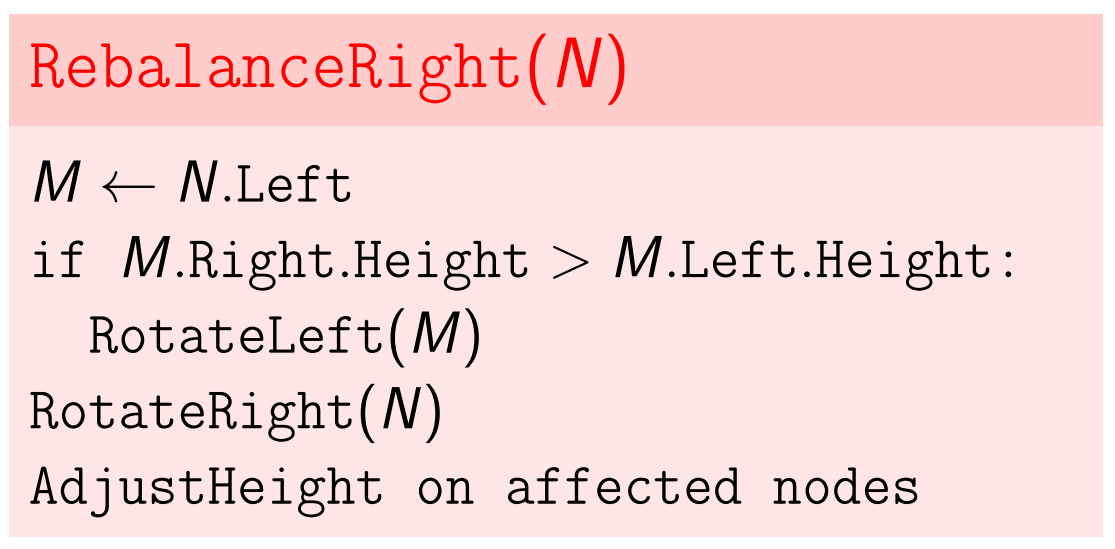 RebalanceRight(N)
M ← N.Left
if M.Right.Height > M.Left.Height:
RotateLeft(M)
RotateRight(N)
AdjustHeight on affected nodes